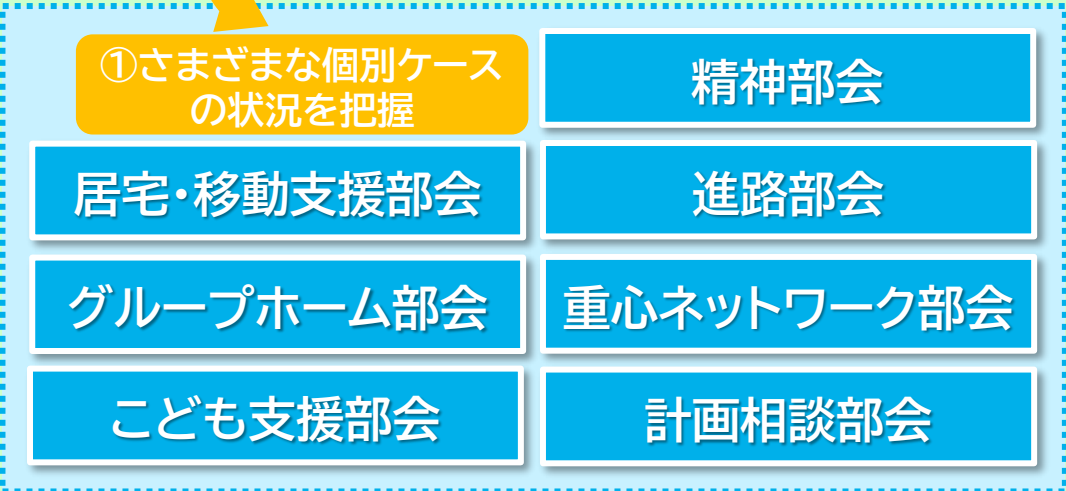 ①さまざまな個別ケース
の状況を把握
精神部会
居宅・移動支援部会
進路部会
グループホーム部会
重心ネットワーク部会
こども支援部会
計画相談部会